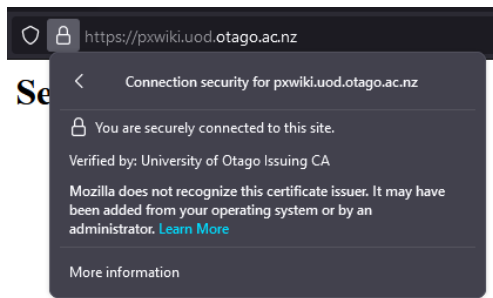 https://pxwiki.uod.otago.ac.nz
Se
Connection security for pxwiki.uod.otago.ac.nz
You are securely connected to this site.
Verified by: University of Otago Issuing CA
Mozilla does not recognize this certificate issuer. It may have
been added from your operating system or by an
administrator. Learn More
More information